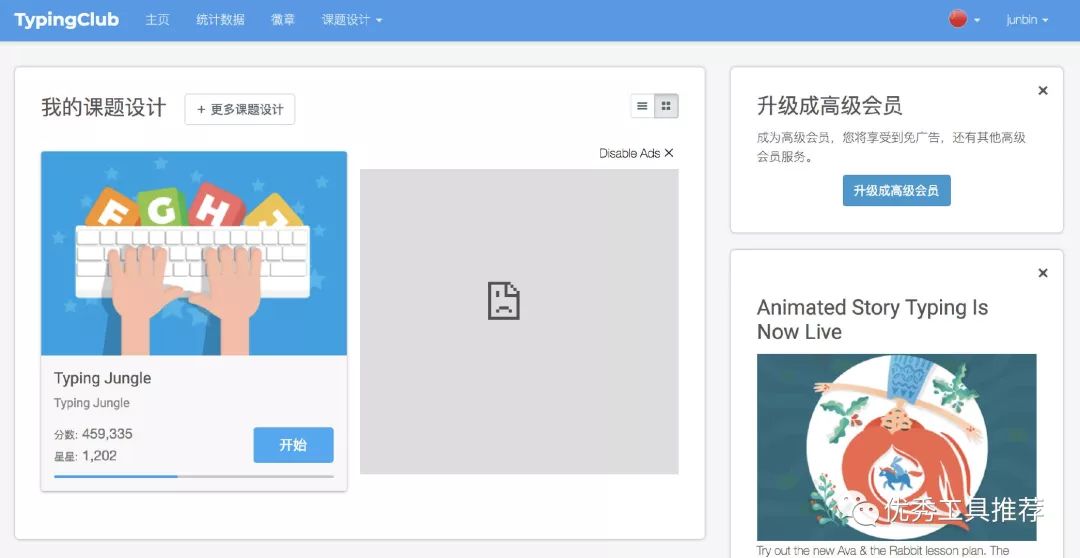 TypingClub 主页 统计数据 徽章 课题设计 junbin
我的课题设计 + 更多课题设计
Disable Ads ×
F G H J
Typing Jungle
Typing Jungle
分数: 459,335
星星: 1,202
开始
升级成高级会员
成为高级会员，您将享受到免广告，还有其他高级
会员服务。
升级成高级会员
Animated Story Typing Is
Now Live
优秀工具推荐
Try out the new Ava & the Rabbit lesson plan. The